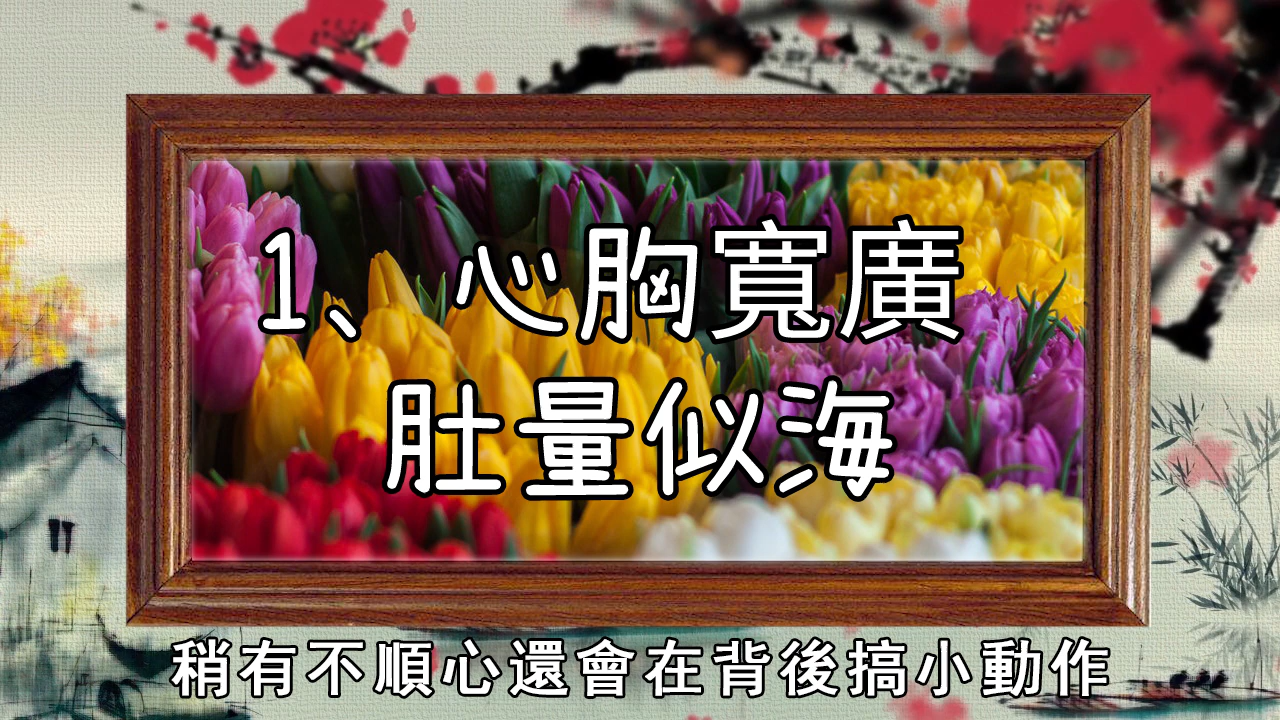 1、心胸寬廣
肚量似海
稍有不順心還會在背後搞小動作